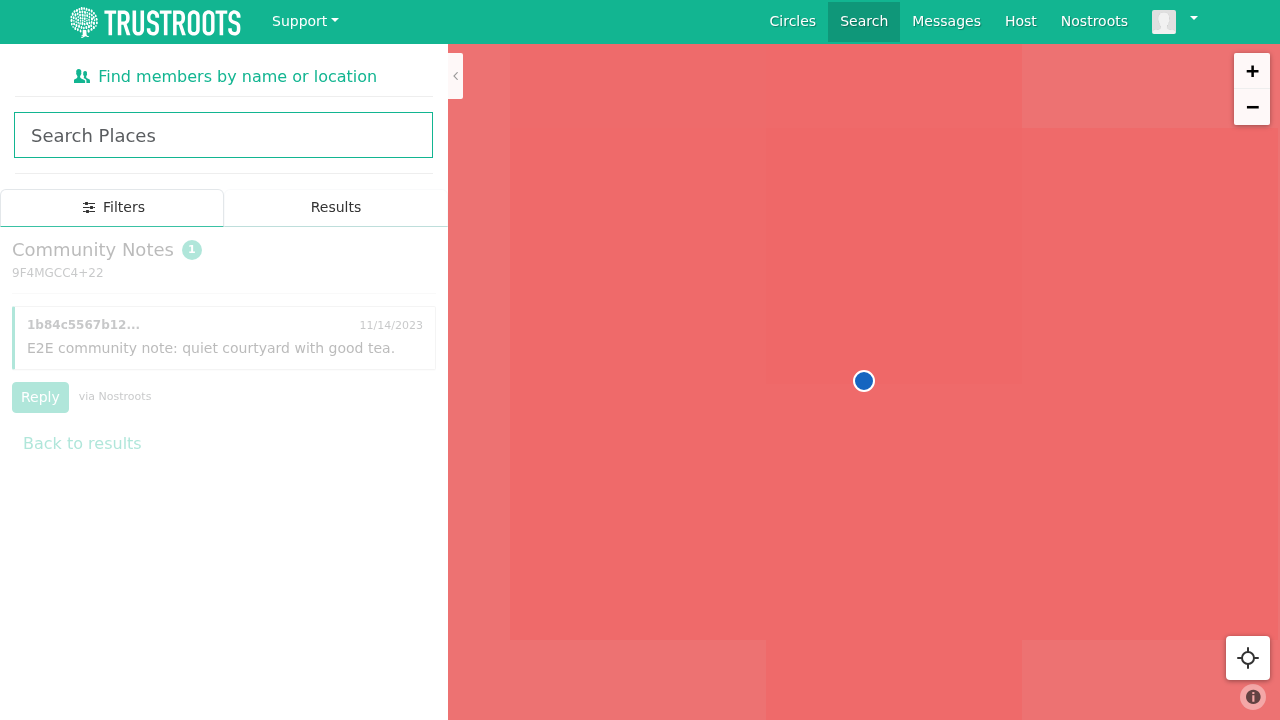 TRUSTROOTS Support Circles Search Messages Host Nostroots
Find members by name or location
Search Places
Filters Results
Community Notes 1
9F4MGCC4+22
1b84c5567b12... 11/14/2023
E2E community note: quiet courtyard with good tea.
Reply via Nostroots
Back to results
+
−